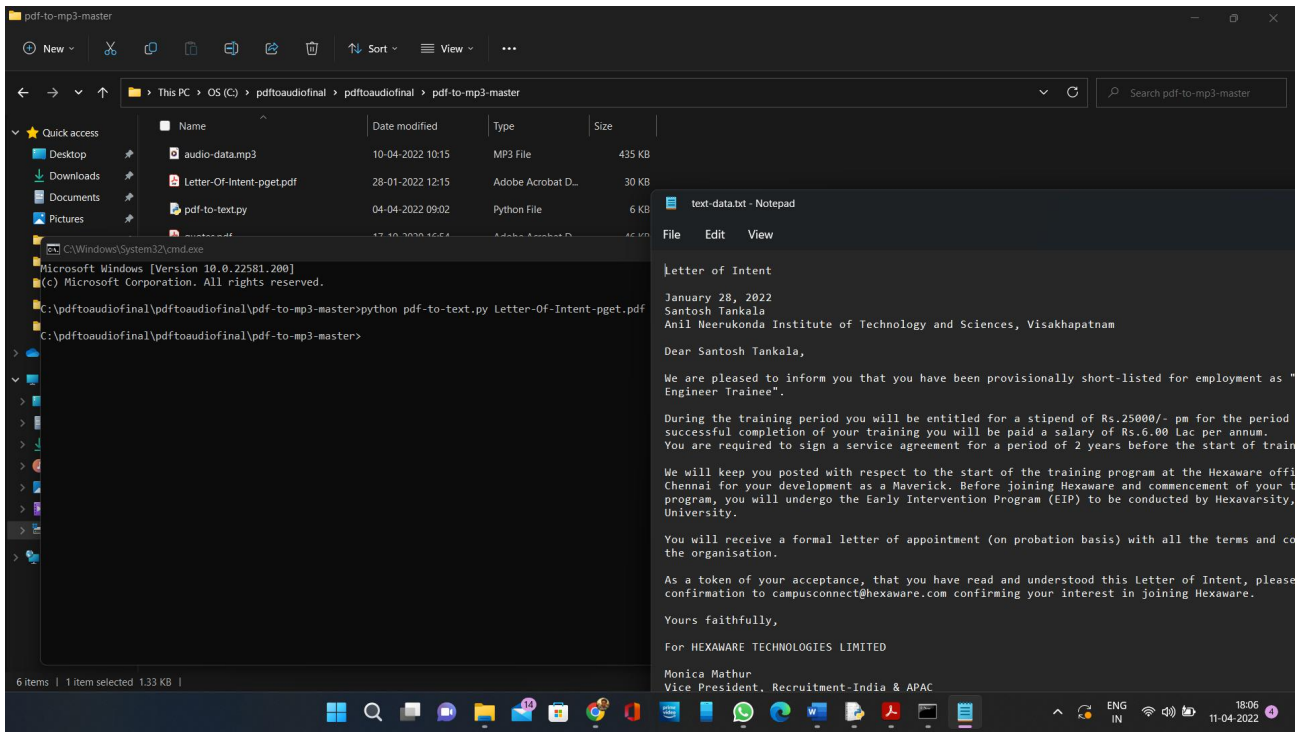 pdf-to-mp3-master
New
Sort
View
This PC > OS (C:) > pdftoaudiofinal > pdftoaudiofinal > pdf-to-mp3-master
Search pdf-to-mp3-master
Quick access
Desktop
Downloads
Documents
Pictures
Name Date modified Type Size
audio-data.mp3 10-04-2022 10:15 MP3 File 435 KB
Letter-Of-Intent-pget.pdf 28-01-2022 12:15 Adobe Acrobat D... 30 KB
pdf-to-text.py 04-04-2022 09:02 Python File 6 KB
C:\Windows\System32\cmd.exe
Microsoft Windows [Version 10.0.22581.200]
(c) Microsoft Corporation. All rights reserved.
C:\pdftoaudiofinal\pdftoaudiofinal\pdf-to-mp3-master>python pdf-to-text.py Letter-Of-Intent-pget.pdf
C:\pdftoaudiofinal\pdftoaudiofinal\pdf-to-mp3-master>
text-data.txt - Notepad
File Edit View
Letter of Intent
January 28, 2022
Santosh Tankala
Anil Neerukonda Institute of Technology and Sciences, Visakhapatnam
Dear Santosh Tankala,
We are pleased to inform you that you have been provisionally short-listed for employment as "
Engineer Trainee".
During the training period you will be entitled for a stipend of Rs.25000/- pm for the period
successful completion of your training you will be paid a salary of Rs.6.00 Lac per annum.
You are required to sign a service agreement for a period of 2 years before the start of train
We will keep you posted with respect to the start of the training program at the Hexaware offi
Chennai for your development as a Maverick. Before joining Hexaware and commencement of your t
program, you will undergo the Early Intervention Program (EIP) to be conducted by Hexavarsity,
University.
You will receive a formal letter of appointment (on probation basis) with all the terms and co
the organisation.
As a token of your acceptance, that you have read and understood this Letter of Intent, please
confirmation to campusconnect@hexaware.com confirming your interest in joining Hexaware.
Yours faithfully,
For HEXAWARE TECHNOLOGIES LIMITED
Monica Mathur
Vice President, Recruitment-India & APAC
6 items | 1 item selected 1.33 KB |
14
ENG
IN
18:06
11-04-2022
4